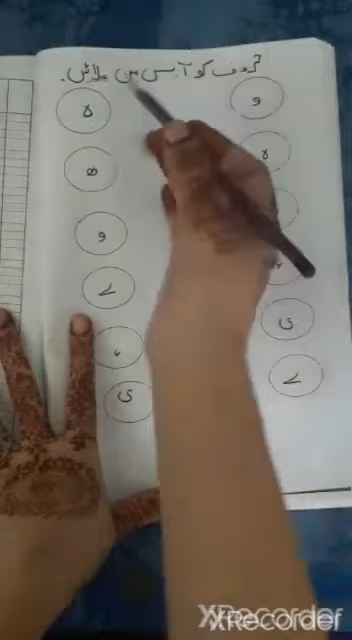 حروف کو آپس میں ملائیں۔
و
ہ
ی
ے
ہ
ھ
و
ے
ء
ی
XRecorder